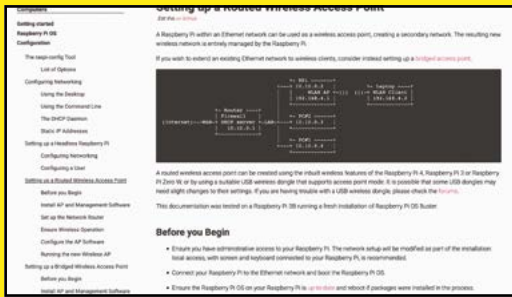 Computers
Getting started
Raspberry Pi OS
Configuration
The raspi-config Tool
List of Options
Configuring Networking
Using the Desktop
Using the Command Line
The DHCP Daemon
Static IP Addresses
Setting up a Headless Raspberry Pi
Configuring Networking
Configuring a User
Setting up a Routed Wireless Access Point
Before you Begin
Install AP and Management Software
Set up the Network Router
Ensure Wireless Operation
Configure the AP Software
Running the new Wireless AP
Setting up a Bridged Wireless Access Point
Before you Begin
Install AP and Management Software
Setting up a Routed Wireless Access Point
Edit this on GitHub
A Raspberry Pi within an Ethernet network can be used as a wireless access point, creating a secondary network. The resulting new
wireless network is entirely managed by the Raspberry Pi.
If you wish to extend an existing Ethernet network to wireless clients, consider instead setting up a bridged access point.
A routed wireless access point can be created using the inbuilt wireless features of the Raspberry Pi 4, Raspberry Pi 3 or Raspberry
Pi Zero W, or by using a suitable USB wireless dongle that supports access point mode. It is possible that some USB dongles may
need slight changes to their settings. If you are having trouble with a USB wireless dongle, please check the forums.
This documentation was tested on a Raspberry Pi 3B running a fresh installation of Raspberry Pi OS Buster.
Before you Begin
• Ensure you have administrative access to your Raspberry Pi. The network setup will be modified as part of the installation:
local access, with screen and keyboard connected to your Raspberry Pi, is recommended.
• Connect your Raspberry Pi to the Ethernet network and boot the Raspberry Pi OS.
• Ensure the Raspberry Pi OS on your Raspberry Pi is up-to-date and reboot if packages were installed in the process.